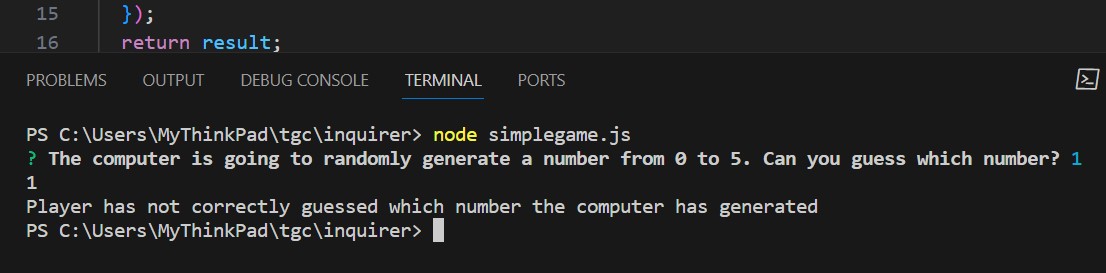 15 });
16 return result;
PROBLEMS OUTPUT DEBUG CONSOLE TERMINAL PORTS
PS C:\Users\MyThinkPad\tgc\inquirer> node simplegame.js
? The computer is going to randomly generate a number from 0 to 5. Can you guess which number? 1
1
Player has not correctly guessed which number the computer has generated
PS C:\Users\MyThinkPad\tgc\inquirer>